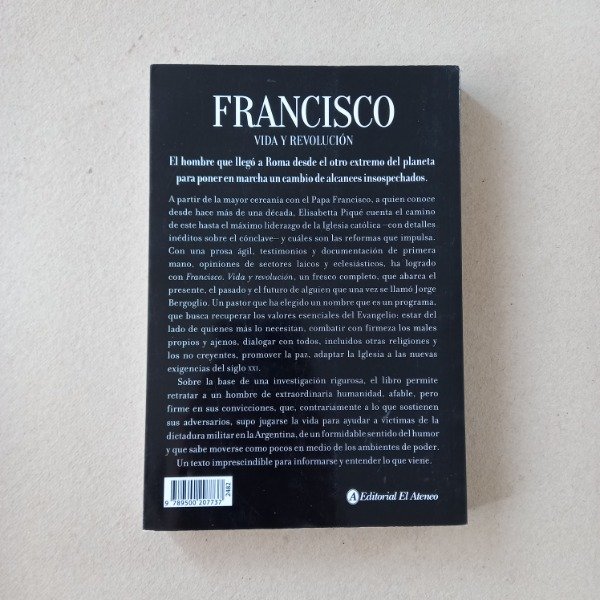 FRANCISCO
VIDA Y REVOLUCIÓN
El hombre que llegó a Roma desde el otro extremo del planeta
para poner en marcha un cambio de alcances insospechados.
A partir de la mayor cercanía con el Papa Francisco, a quien conoce
desde hace más de una década, Elisabetta Piqué cuenta el camino
de este hasta el máximo liderazgo de la Iglesia católica –con detalles
inéditos sobre el cónclave– y cuáles son las reformas que impulsa.
Con una prosa ágil, testimonios y documentación de primera
mano, opiniones de sectores laicos y eclesiásticos, ha logrado
con Francisco. Vida y revolución, un fresco completo, que abarca el
presente, el pasado y el futuro de alguien que una vez se llamó Jorge
Bergoglio. Un pastor que ha elegido un nombre que es un programa,
que busca recuperar los valores esenciales del Evangelio: estar del
lado de quienes más lo necesitan, combatir con firmeza los males
propios y ajenos, dialogar con todos, incluidos otras religiones y
los no creyentes, promover la paz, adaptar la Iglesia a las nuevas
exigencias del siglo XXI.
Sobre la base de una investigación rigurosa, el libro permite
retratar a un hombre de extraordinaria humanidad, afable, pero
firme en sus convicciones, que, contrariamente a lo que sostienen
sus adversarios, supo jugarse la vida para ayudar a víctimas de la
dictadura militar en la Argentina, de un formidable sentido del humor
y que sabe moverse como pocos en medio de los ambientes de poder.
Un texto imprescindible para informarse y entender lo que viene.
2482
9 789500 207737
A Editorial El Ateneo